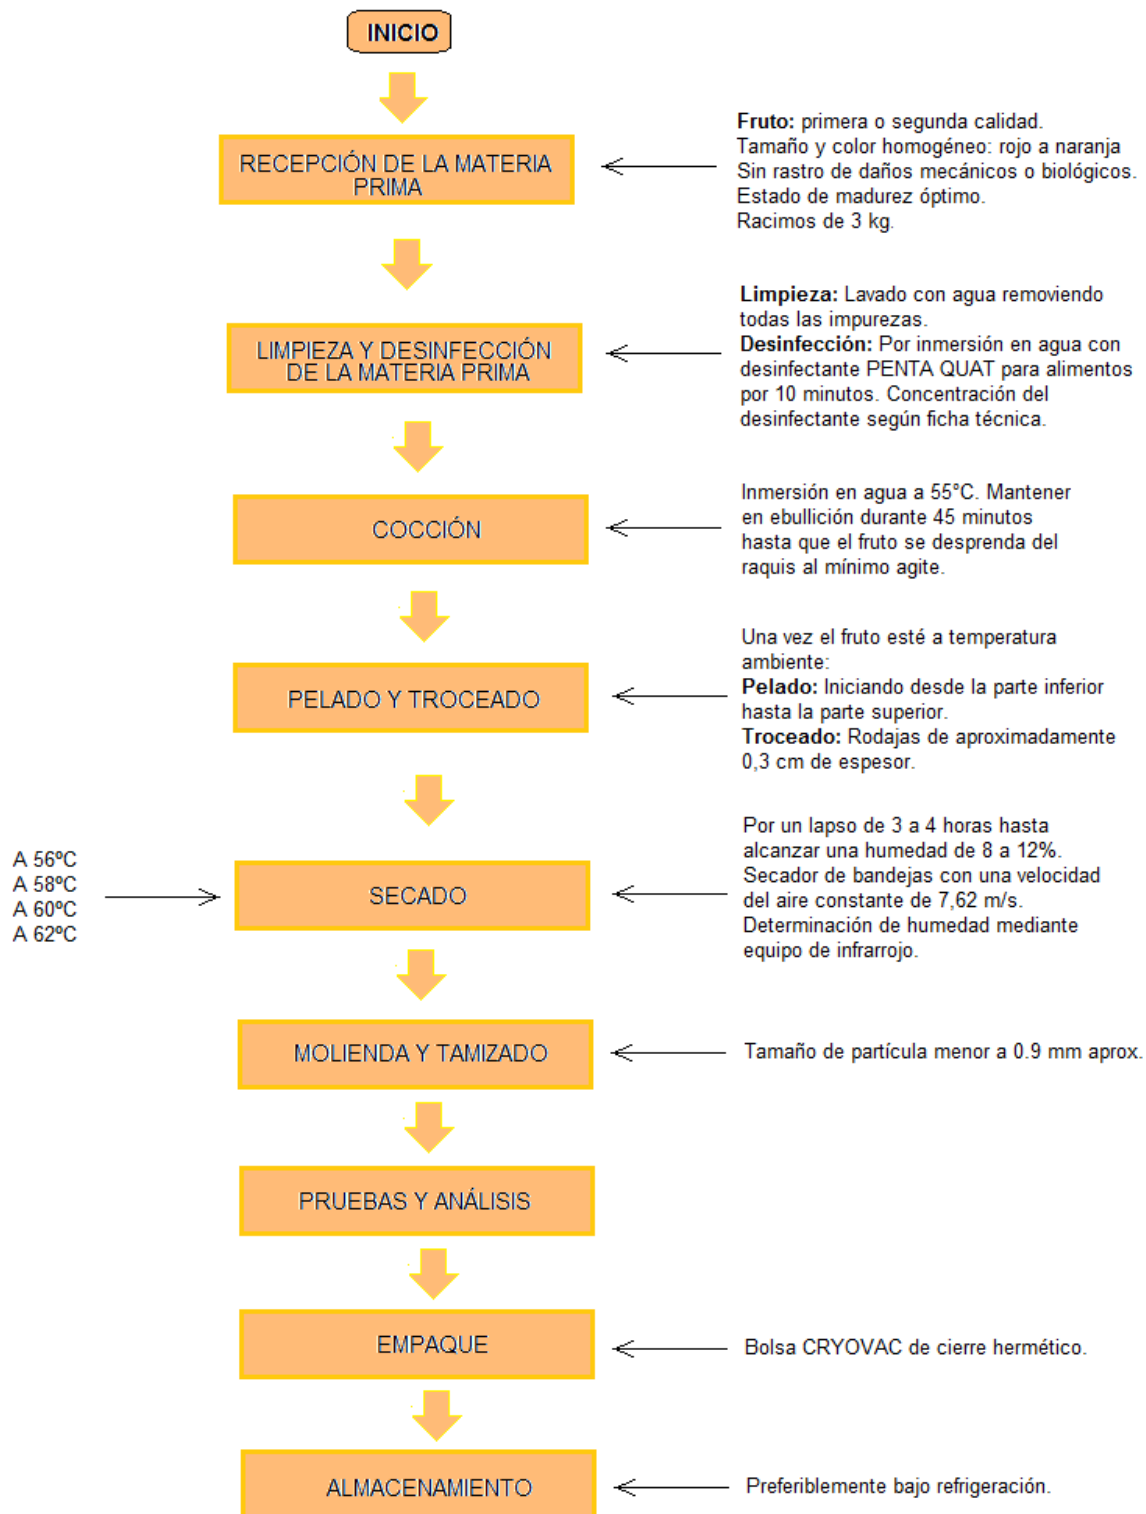 INICIO
RECEPCIÓN DE LA MATERIA
PRIMA
Fruto: primera o segunda calidad.
Tamaño y color homogéneo: rojo a naranja
Sin rastro de daños mecánicos o biológicos.
Estado de madurez óptimo.
Racimos de 3 kg.
LIMPIEZA Y DESINFECCIÓN
DE LA MATERIA PRIMA
Limpieza: Lavado con agua removiendo
todas las impurezas.
Desinfección: Por inmersión en agua con
desinfectante PENTA QUAT para alimentos
por 10 minutos. Concentración del
desinfectante según ficha técnica.
COCCIÓN
Inmersión en agua a 55°C. Mantener
en ebullición durante 45 minutos
hasta que el fruto se desprenda del
raquis al mínimo agite.
PELADO Y TROCEADO
Una vez el fruto esté a temperatura
ambiente:
Pelado: Iniciando desde la parte inferior
hasta la parte superior.
Troceado: Rodajas de aproximadamente
0,3 cm de espesor.
A 56ºC
A 58ºC
A 60ºC
A 62ºC
SECADO
Por un lapso de 3 a 4 horas hasta
alcanzar una humedad de 8 a 12%.
Secador de bandejas con una velocidad
del aire constante de 7,62 m/s.
Determinación de humedad mediante
equipo de infrarrojo.
MOLIENDA Y TAMIZADO
Tamaño de partícula menor a 0.9 mm aprox.
PRUEBAS Y ANÁLISIS
EMPAQUE
Bolsa CRYOVAC de cierre hermético.
ALMACENAMIENTO
Preferiblemente bajo refrigeración.